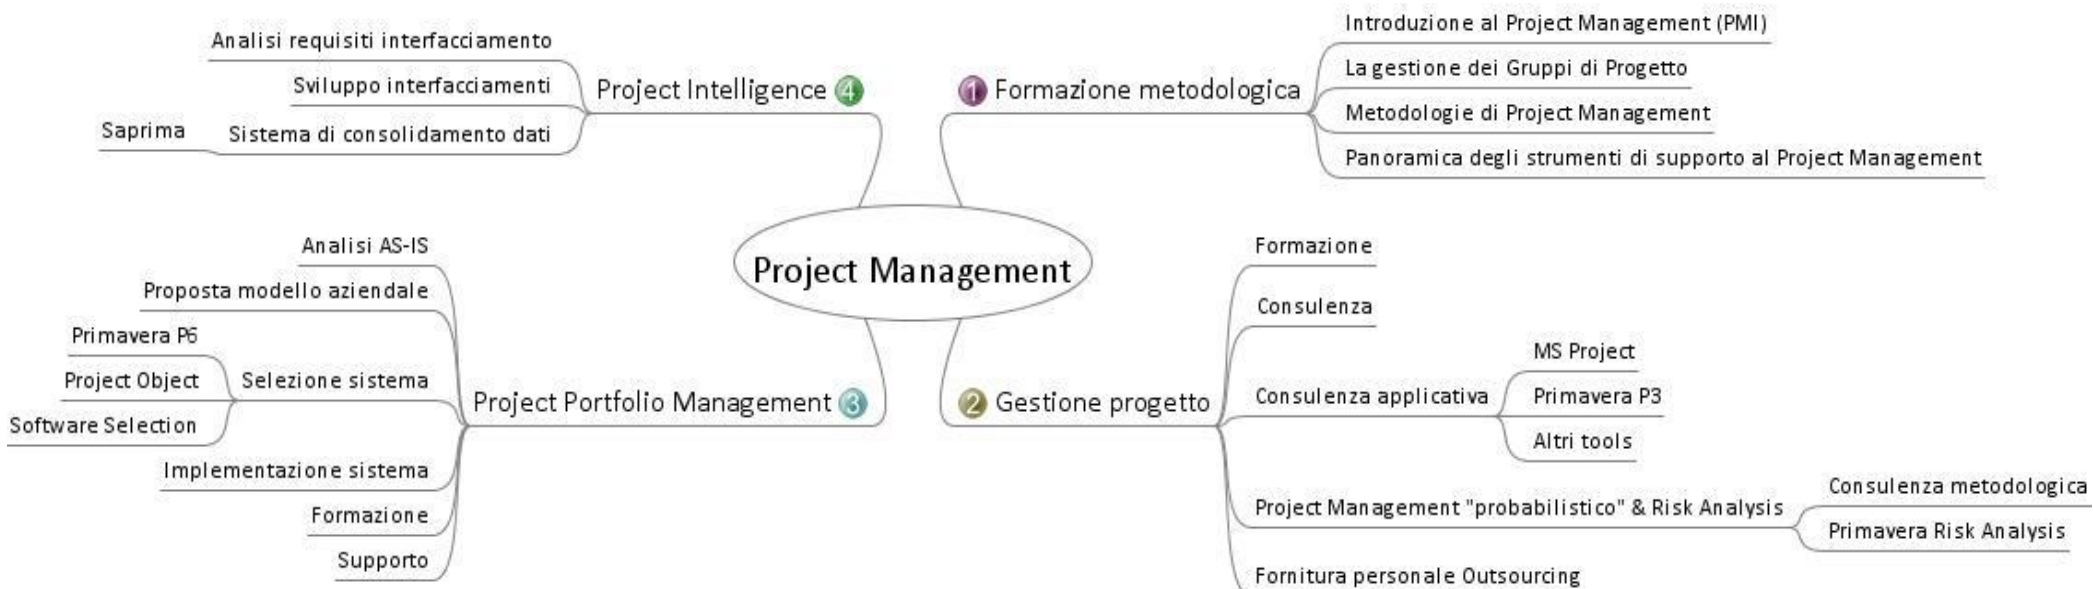 Project Management
1 Formazione metodologica
Introduzione al Project Management (PMI)
La gestione dei Gruppi di Progetto
Metodologie di Project Management
Panoramica degli strumenti di supporto al Project Management
2 Gestione progetto
Formazione
Consulenza
Consulenza applicativa
MS Project
Primavera P3
Altri tools
Project Management "probabilistico" & Risk Analysis
Consulenza metodologica
Primavera Risk Analysis
Fornitura personale Outsourcing
Project Portfolio Management 3
Analisi AS-IS
Proposta modello aziendale
Selezione sistema
Primavera P6
Project Object
Software Selection
Implementazione sistema
Formazione
Supporto
Project Intelligence 4
Analisi requisiti interfacciamento
Sviluppo interfacciamenti
Sistema di consolidamento dati
Saprima